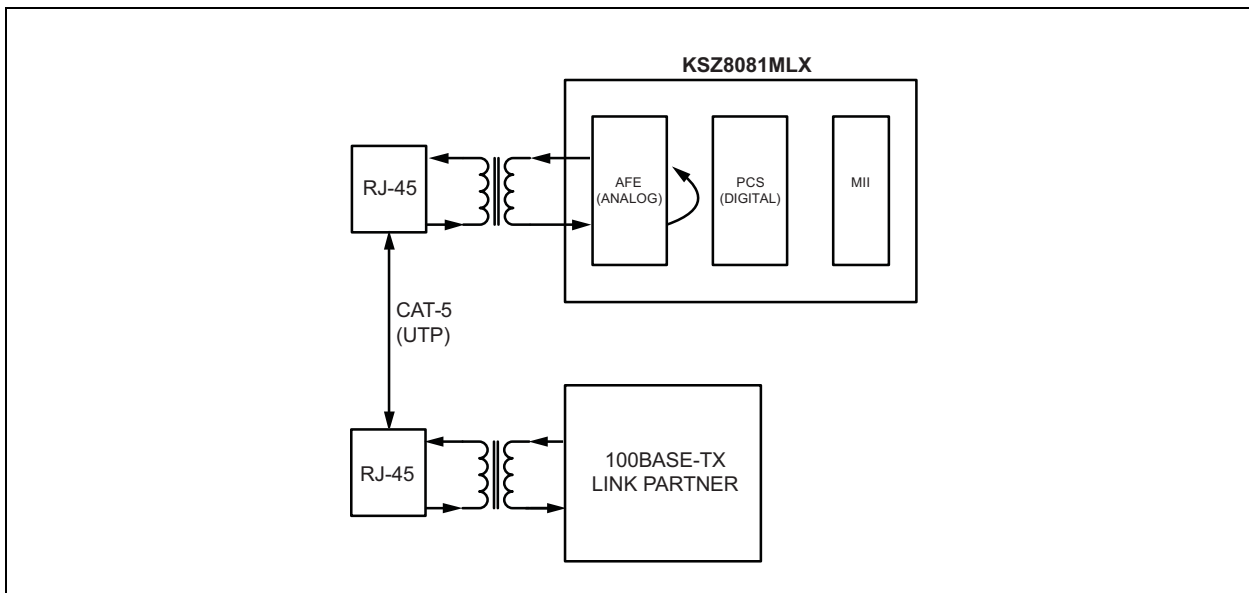 KSZ8081MLX
RJ-45
AFE
(ANALOG)
PCS
(DIGITAL)
MII
CAT-5
(UTP)
RJ-45
100BASE-TX
LINK PARTNER